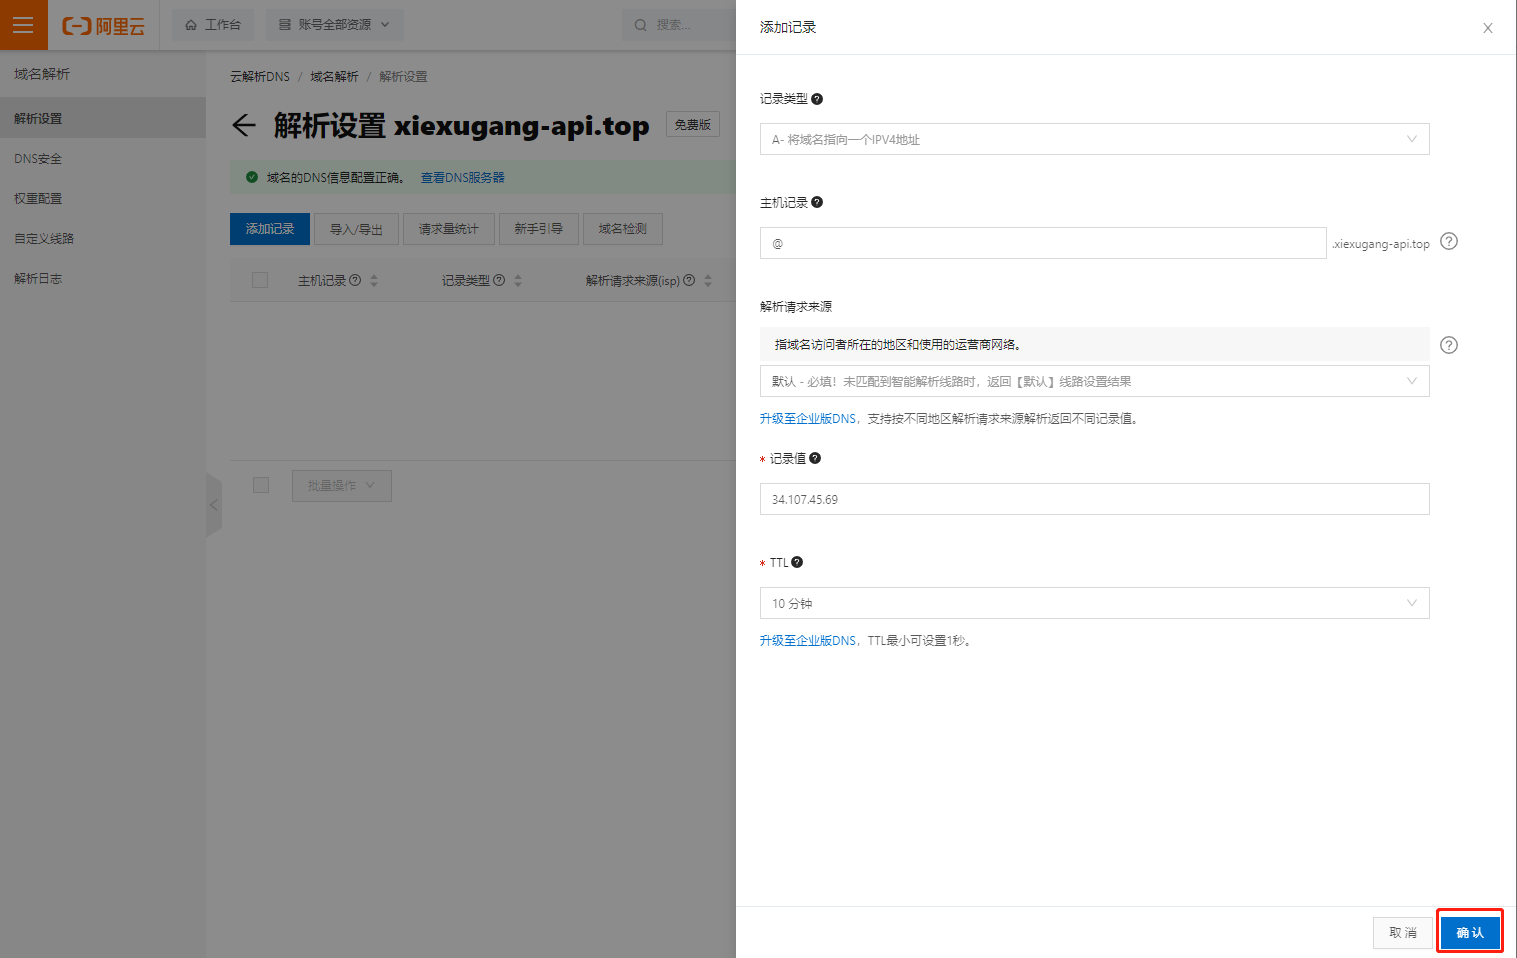 阿里云
工作台
账号全部资源
搜索...
域名解析
解析设置
DNS安全
权重配置
自定义线路
解析日志
云解析DNS / 域名解析 / 解析设置
解析设置 xiexugang-api.top 免费版
域名的DNS信息配置正确。 查看DNS服务器
添加记录 导入/导出 请求量统计 新手引导 域名检测
主机记录 记录类型 解析请求来源(isp)
批量操作
添加记录
记录类型
A- 将域名指向一个IPV4地址
主机记录
@ .xiexugang-api.top
解析请求来源
指域名访问者所在的地区和使用的运营商网络。
默认 - 必填！未匹配到智能解析线路时，返回【默认】线路设置结果
升级至企业版DNS，支持按不同地区解析请求来源解析返回不同记录值。
* 记录值
34.107.45.69
* TTL
10 分钟
升级至企业版DNS，TTL最小可设置1秒。
取消 确认